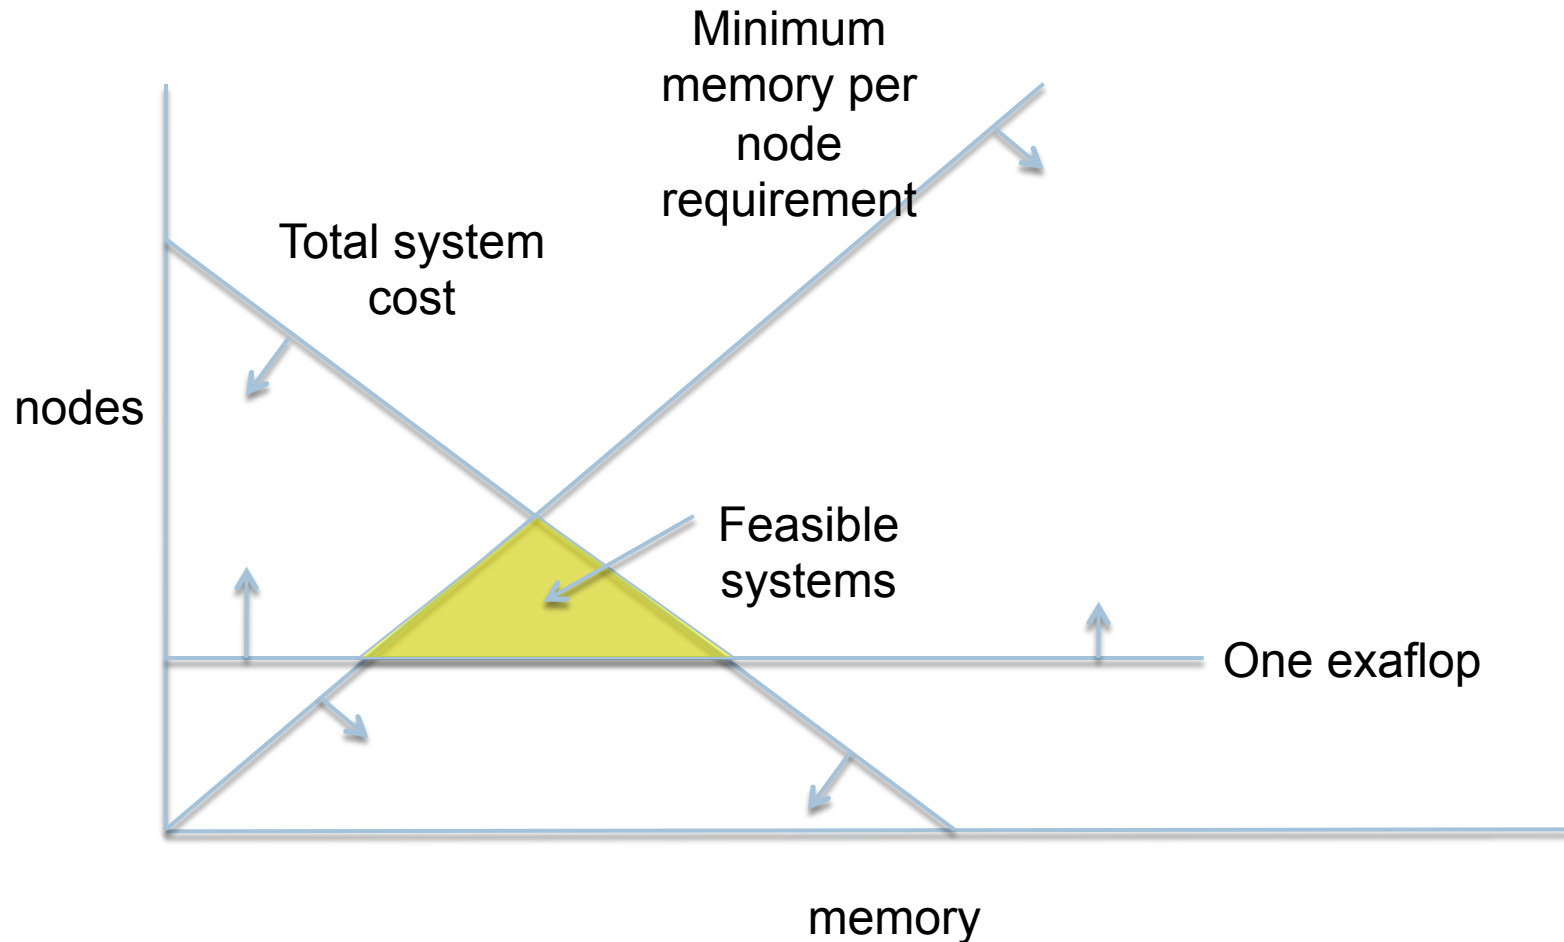 Minimum
memory per
node
requirement
Total system
cost
nodes
Feasible
systems
One exaflop
memory